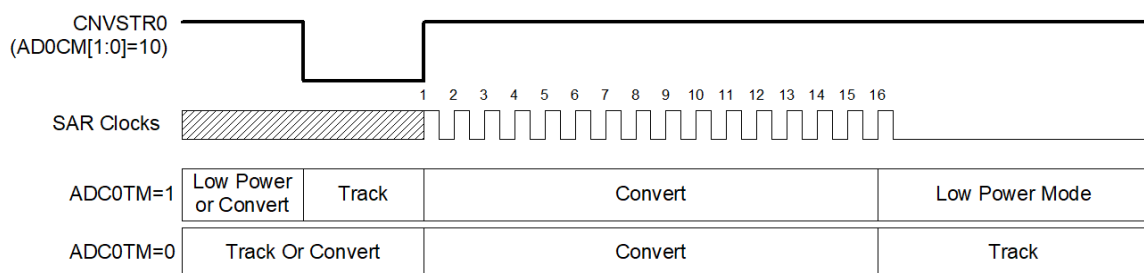 CNVSTR0
(AD0CM[1:0]=10)
1 2 3 4 5 6 7 8 9 10 11 12 13 14 15 16
SAR Clocks
ADC0TM=1
Low Power
or Convert
Track
Convert
Low Power Mode
ADC0TM=0
Track Or Convert
Convert
Track